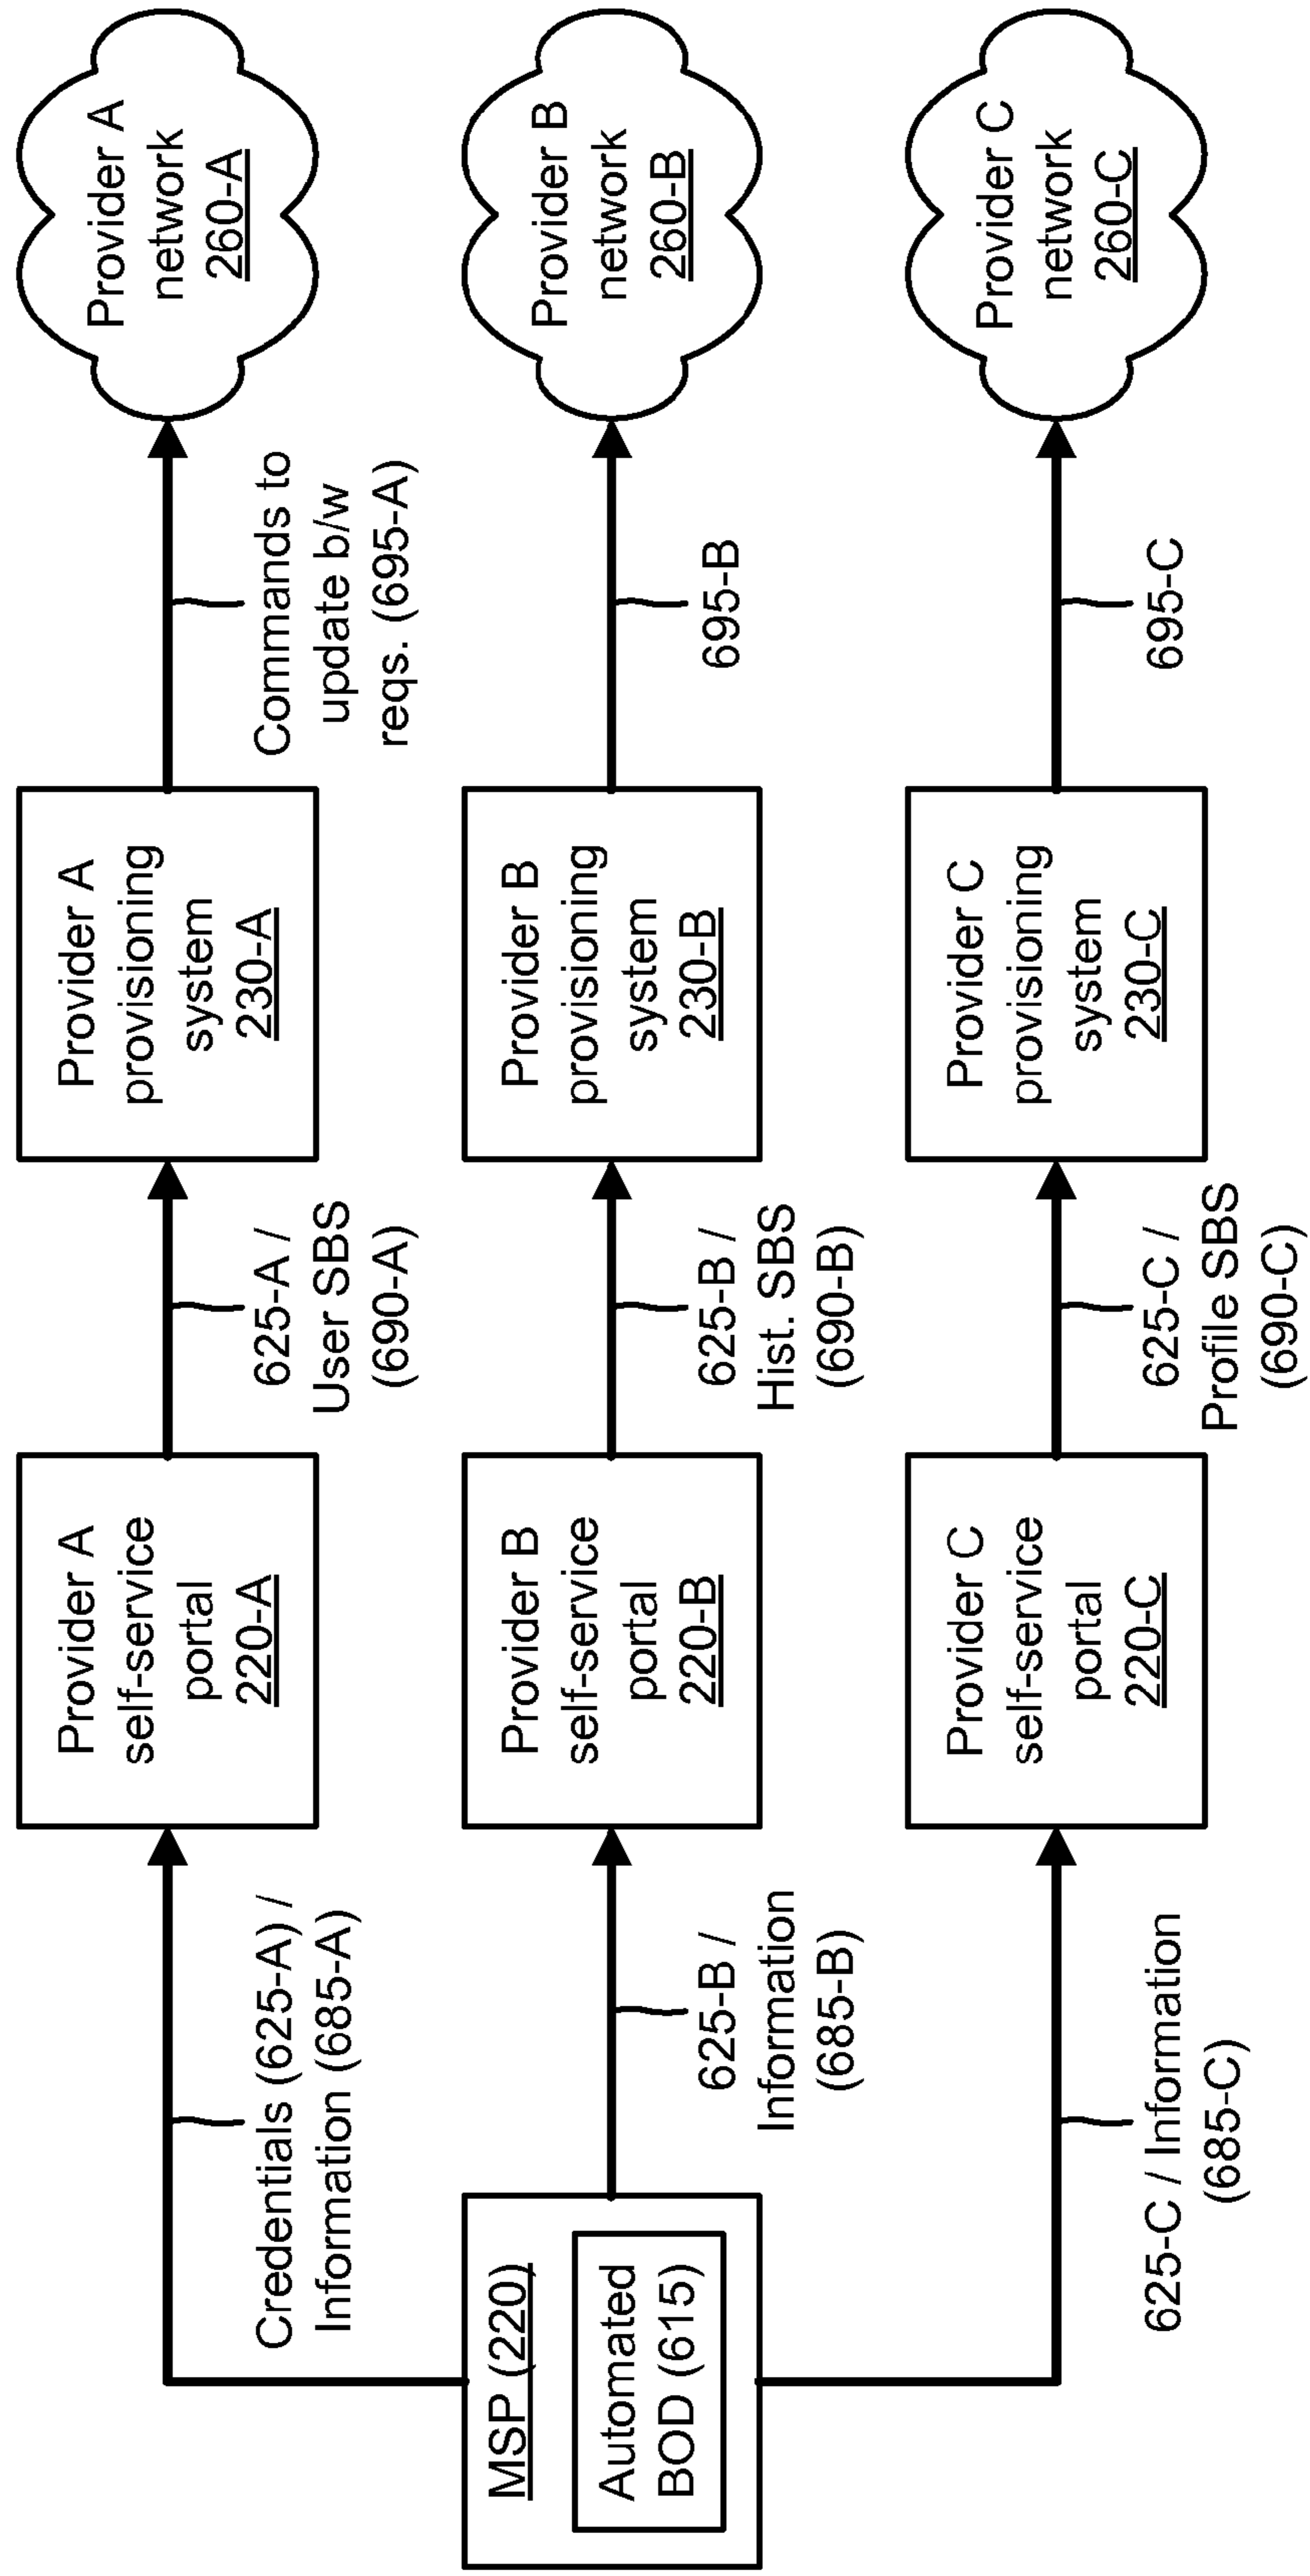 MSP (220)
Automated
BOD (615)
Credentials (625-A) /
Information (685-A)
Provider A
self-service
portal
220-A
625-A /
User SBS
(690-A)
Provider A
provisioning
system
230-A
Commands to
update b/w
reqs. (695-A)
Provider A
network
260-A
625-B /
Information
(685-B)
Provider B
self-service
portal
220-B
625-B /
Hist. SBS
(690-B)
Provider B
provisioning
system
230-B
695-B
Provider B
network
260-B
625-C / Information
(685-C)
Provider C
self-service
portal
220-C
625-C /
Profile SBS
(690-C)
Provider C
provisioning
system
230-C
695-C
Provider C
network
260-C